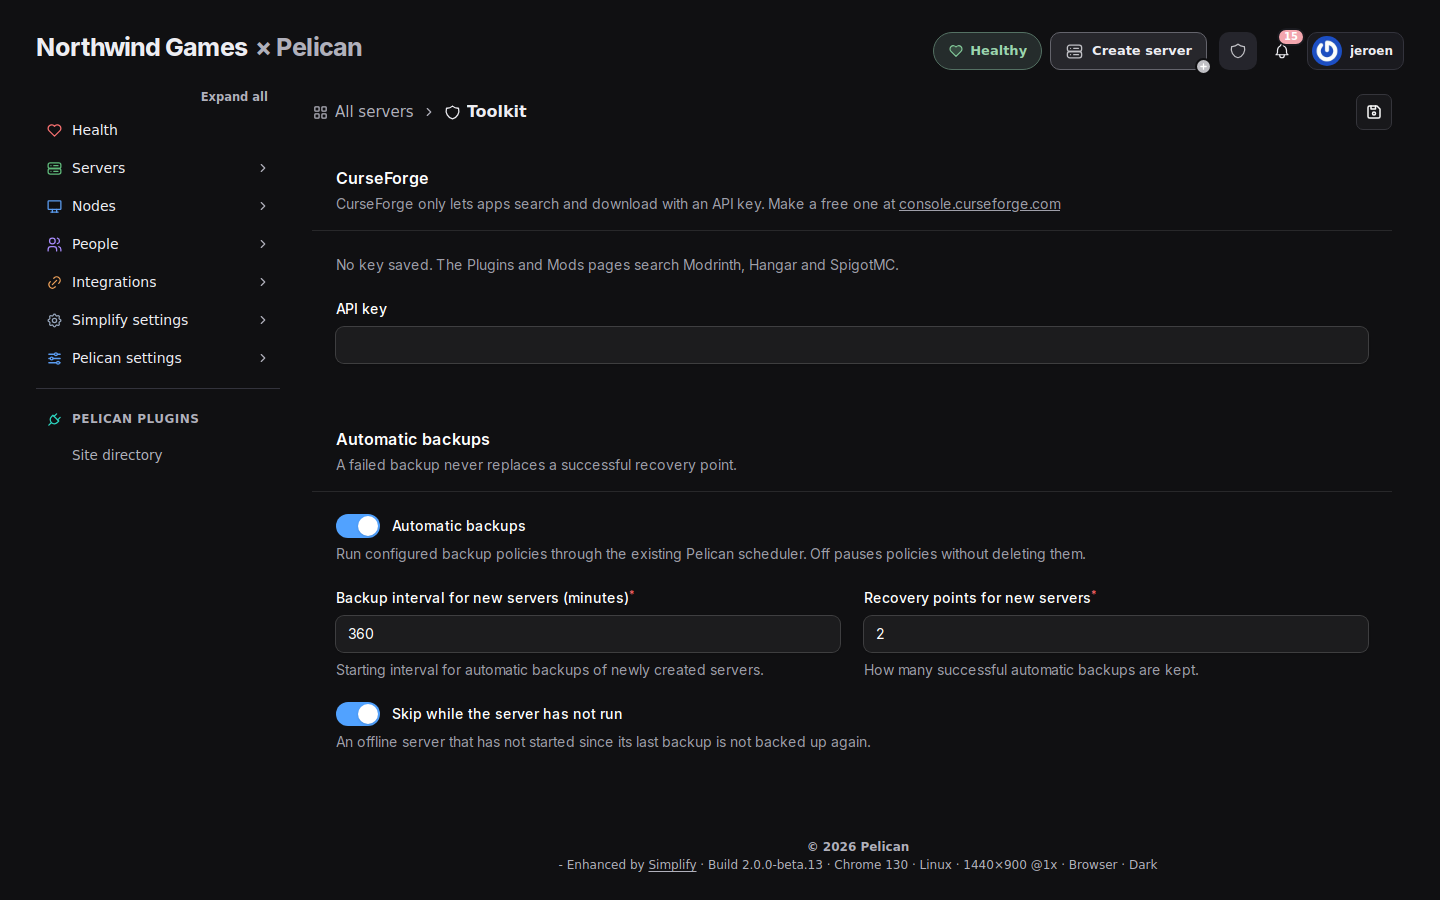 Northwind Games × Pelican
Healthy
Create server
15
jeroen
Expand all
Health
Servers
Nodes
People
Integrations
Simplify settings
Pelican settings
PELICAN PLUGINS
Site directory
All servers
Toolkit
CurseForge
CurseForge only lets apps search and download with an API key. Make a free one at console.curseforge.com
No key saved. The Plugins and Mods pages search Modrinth, Hangar and SpigotMC.
API key
Automatic backups
A failed backup never replaces a successful recovery point.
Automatic backups
Run configured backup policies through the existing Pelican scheduler. Off pauses policies without deleting them.
Backup interval for new servers (minutes)*
360
Starting interval for automatic backups of newly created servers.
Recovery points for new servers*
2
How many successful automatic backups are kept.
Skip while the server has not run
An offline server that has not started since its last backup is not backed up again.
© 2026 Pelican
- Enhanced by Simplify · Build 2.0.0-beta.13 · Chrome 130 · Linux · 1440×900 @1x · Browser · Dark